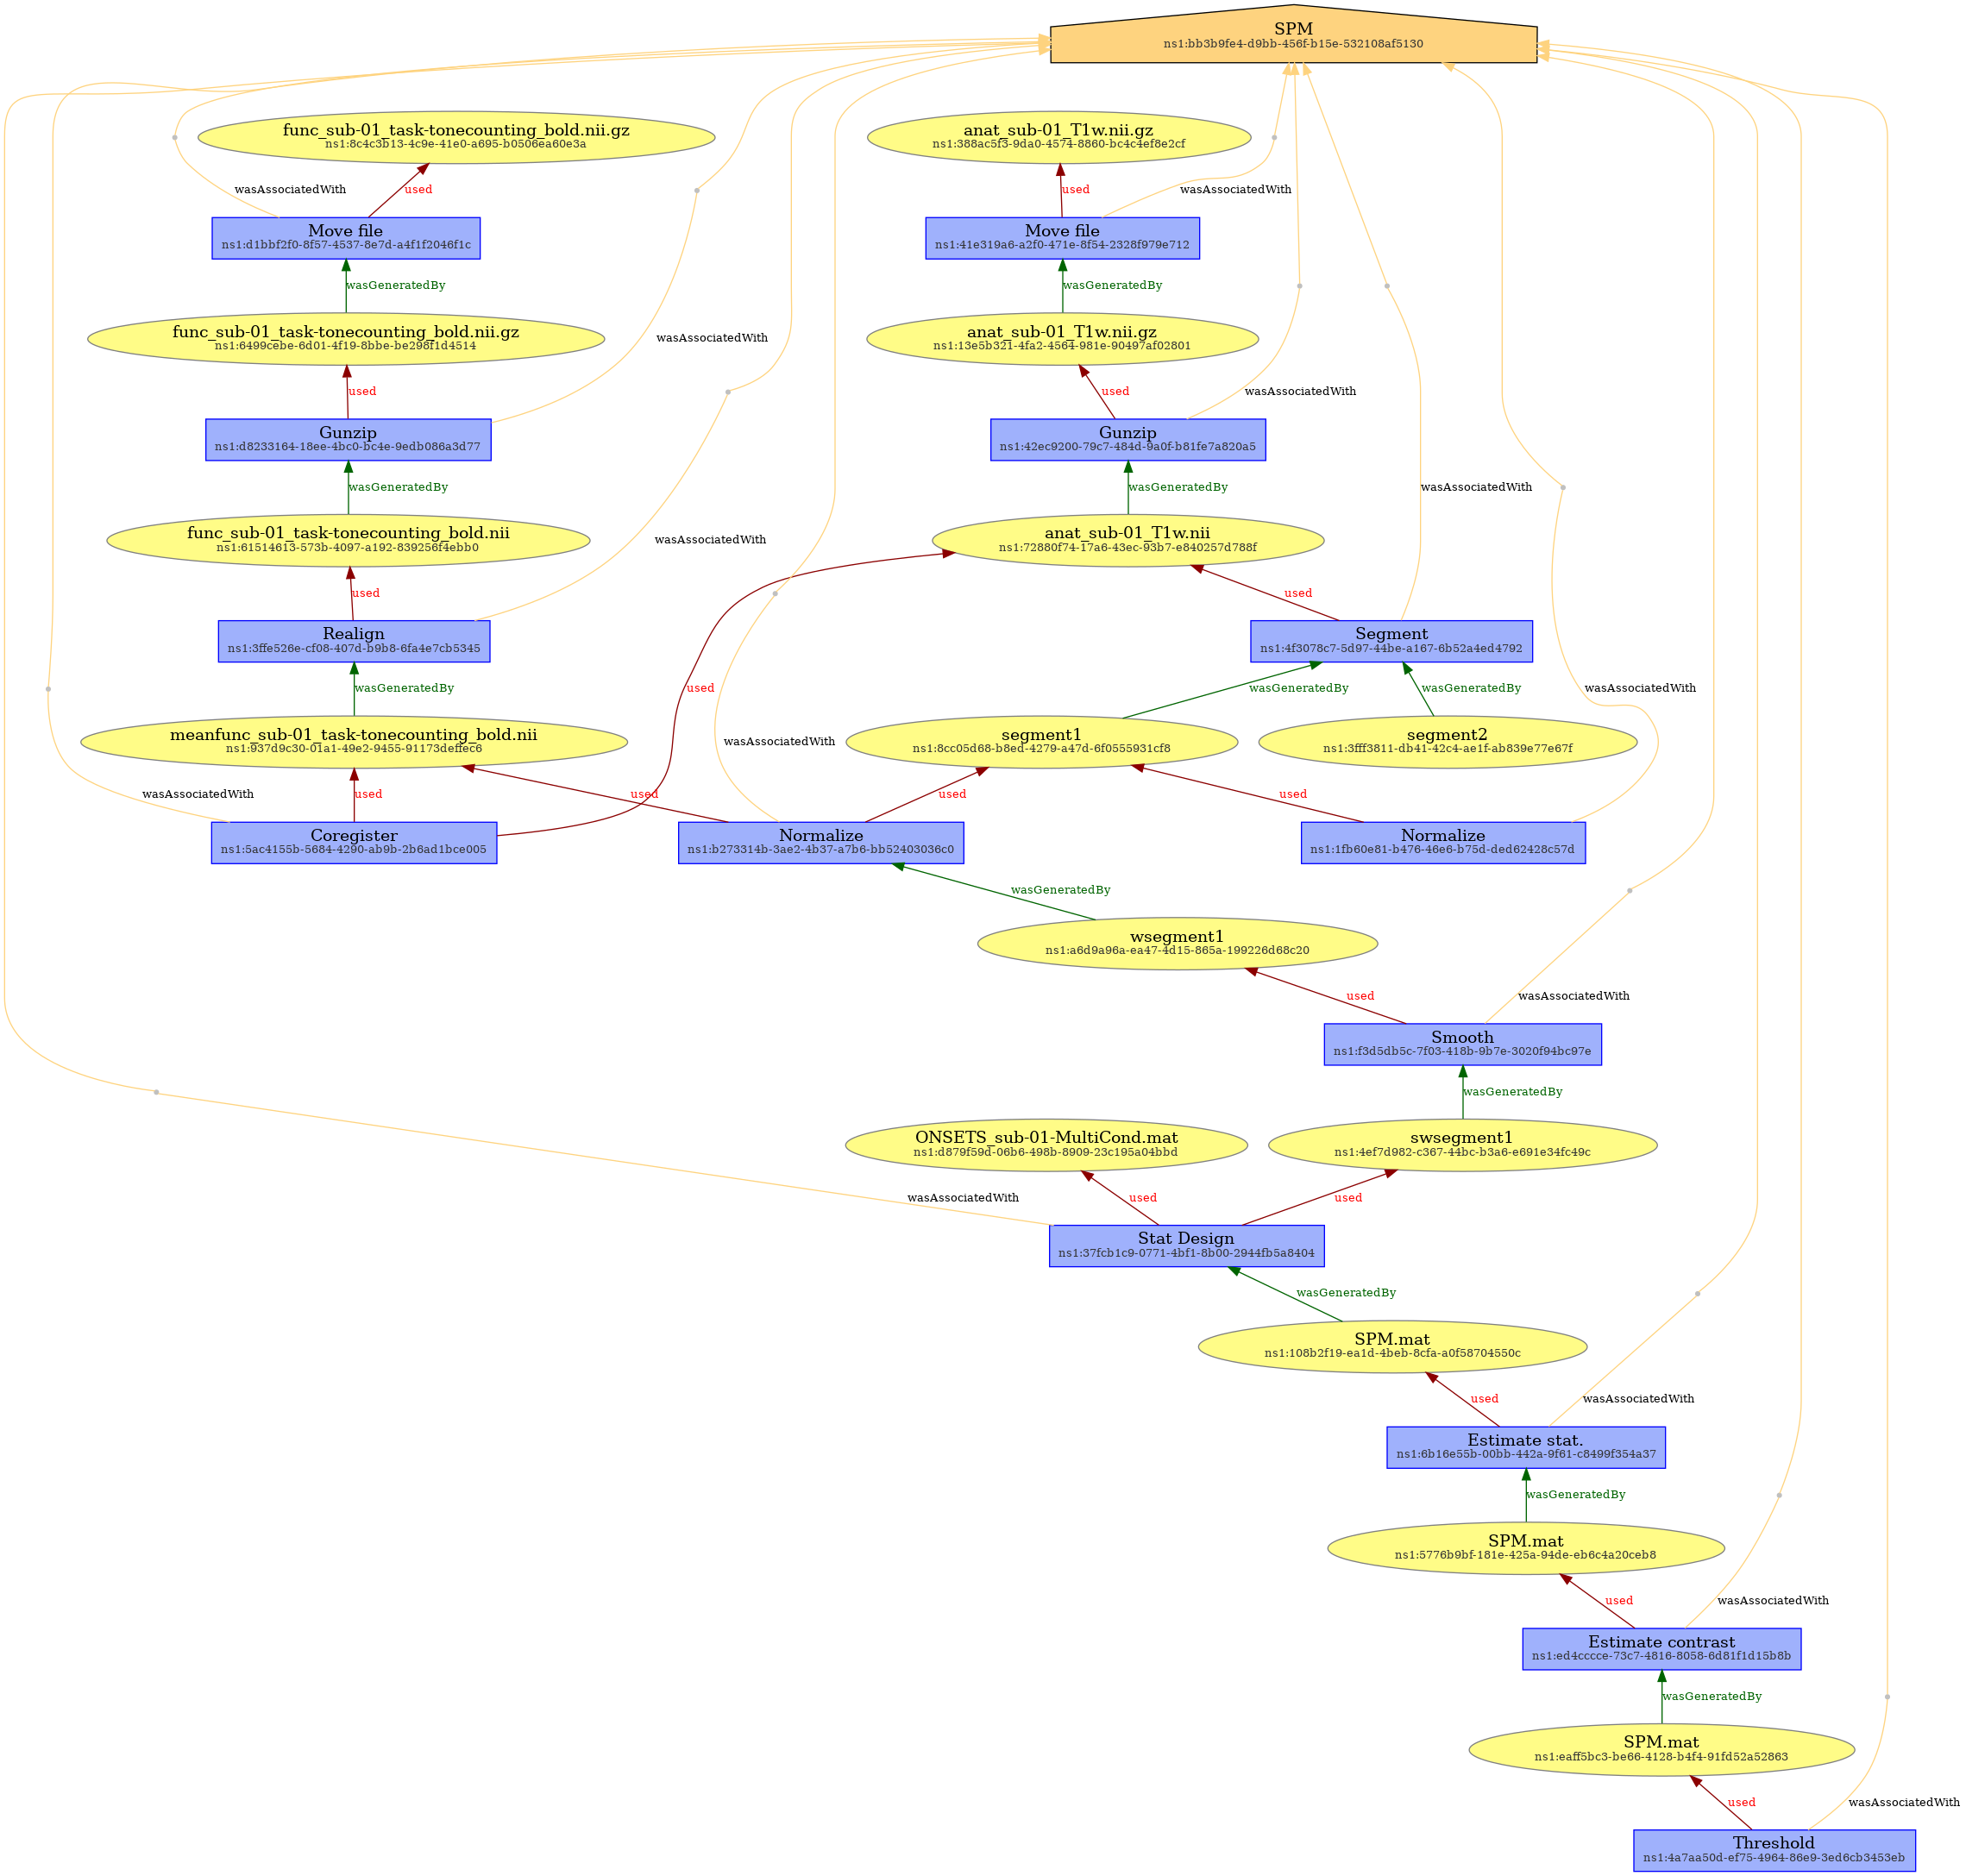 SPM
ns1:bb3b9fe4-d9bb-456f-b15e-532108af5130
func_sub-01_task-tonecounting_bold.nii.gz
ns1:8c4c3b13-4c9e-41e0-a695-b0506ea60e3a
anat_sub-01_T1w.nii.gz
ns1:388ac5f3-9da0-4574-8860-bc4c4ef8e2cf
wasAssociatedWith
used
used
wasAssociatedWith
Move file
ns1:d1bbf2f0-8f57-4537-8e7d-a4f1f2046f1c
Move file
ns1:41e319a6-a2f0-471e-8f54-2328f979e712
wasGeneratedBy
wasGeneratedBy
func_sub-01_task-tonecounting_bold.nii.gz
ns1:6499cebe-6d01-4f19-8bbe-be298f1d4514
wasAssociatedWith
anat_sub-01_T1w.nii.gz
ns1:13e5b321-4fa2-4564-981e-90497af02801
used
used
wasAssociatedWith
Gunzip
ns1:d8233164-18ee-4bc0-bc4e-9edb086a3d77
Gunzip
ns1:42ec9200-79c7-484d-9a0f-b81fe7a820a5
wasGeneratedBy
wasGeneratedBy
wasAssociatedWith
func_sub-01_task-tonecounting_bold.nii
ns1:61514613-573b-4097-a192-839256f4ebb0
wasAssociatedWith
anat_sub-01_T1w.nii
ns1:72880f74-17a6-43ec-93b7-e840257d788f
used
used
Realign
ns1:3ffe526e-cf08-407d-b9b8-6fa4e7cb5345
Segment
ns1:4f3078c7-5d97-44be-a167-6b52a4ed4792
wasGeneratedBy
used
wasGeneratedBy
wasGeneratedBy
wasAssociatedWith
meanfunc_sub-01_task-tonecounting_bold.nii
ns1:937d9c30-01a1-49e2-9455-91173deffec6
wasAssociatedWith
segment1
ns1:8cc05d68-b8ed-4279-a47d-6f0555931cf8
segment2
ns1:3fff3811-db41-42c4-ae1f-ab839e77e67f
wasAssociatedWith
used
used
used
used
Coregister
ns1:5ac4155b-5684-4290-ab9b-2b6ad1bce005
Normalize
ns1:b273314b-3ae2-4b37-a7b6-bb52403036c0
Normalize
ns1:1fb60e81-b476-46e6-b75d-ded62428c57d
wasGeneratedBy
wsegment1
ns1:a6d9a96a-ea47-4d15-865a-199226d68c20
used
wasAssociatedWith
Smooth
ns1:f3d5db5c-7f03-418b-9b7e-3020f94bc97e
wasGeneratedBy
ONSETS_sub-01-MultiCond.mat
ns1:d879f59d-06b6-498b-8909-23c195a04bbd
swsegment1
ns1:4ef7d982-c367-44bc-b3a6-e691e34fc49c
wasAssociatedWith
used
used
Stat Design
ns1:37fcb1c9-0771-4bf1-8b00-2944fb5a8404
wasGeneratedBy
SPM.mat
ns1:108b2f19-ea1d-4beb-8cfa-a0f58704550c
used
wasAssociatedWith
Estimate stat.
ns1:6b16e55b-00bb-442a-9f61-c8499f354a37
wasGeneratedBy
SPM.mat
ns1:5776b9bf-181e-425a-94de-eb6c4a20ceb8
used
wasAssociatedWith
Estimate contrast
ns1:ed4cccce-73c7-4816-8058-6d81f1d15b8b
wasGeneratedBy
SPM.mat
ns1:eaff5bc3-be66-4128-b4f4-91fd52a52863
used
wasAssociatedWith
Threshold
ns1:4a7aa50d-ef75-4964-86e9-3ed6cb3453eb